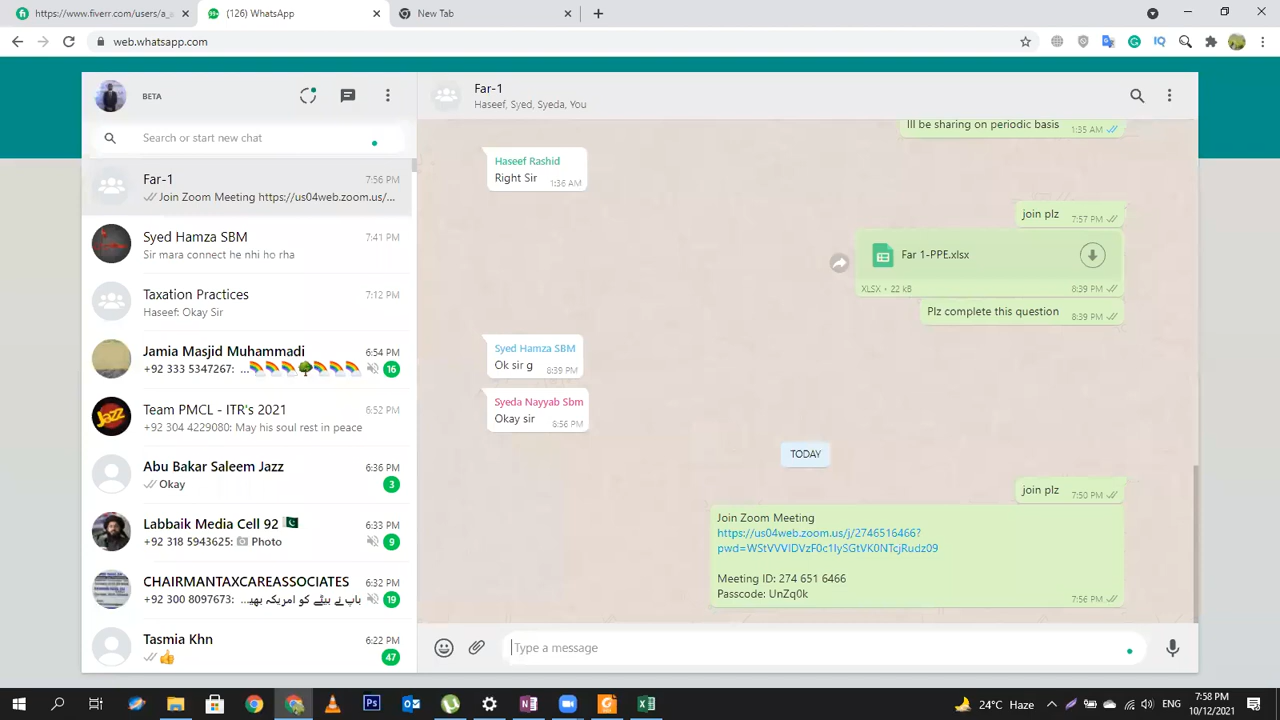 https://www.fiverr.com/users/a_
(126) WhatsApp
New Tab
web.whatsapp.com
BETA
Search or start new chat
Far-1
7:56 PM
Join Zoom Meeting https://us04web.zoom.us/...
Syed Hamza SBM
7:41 PM
Sir mara connect he nhi ho rha
Taxation Practices
7:12 PM
Haseef: Okay Sir
Jamia Masjid Muhammadi
6:54 PM
+92 333 5347267: ...🌈🌈🌈🌳🌈🌈🌈
16
Team PMCL - ITR's 2021
6:52 PM
+92 304 4229080: May his soul rest in peace
Abu Bakar Saleem Jazz
6:36 PM
Okay
3
Labbaik Media Cell 92 🇵🇰
6:33 PM
+92 318 5943625: Photo
9
CHAIRMANTAXCAREASSOCIATES
6:32 PM
+92 300 8097673: باپ نے بیٹے کو امریکہ بھی...
19
Tasmia Khn
6:22 PM
👍
47
Far-1
Haseef, Syed, Syeda, You
Ill be sharing on periodic basis
1:35 AM
Haseef Rashid
Right Sir
1:36 AM
join plz
7:57 PM
Far 1-PPE.xlsx
XLSX • 22 kB
8:39 PM
Plz complete this question
8:39 PM
Syed Hamza SBM
Ok sir g
8:39 PM
Syeda Nayyab Sbm
Okay sir
6:56 PM
TODAY
join plz
7:50 PM
Join Zoom Meeting
https://us04web.zoom.us/j/2746516466?
pwd=WStVVVlDVzF0c1IySGtVK0NTcjRudz09
Meeting ID: 274 651 6466
Passcode: UnZq0k
7:56 PM
Type a message
24°C Haze
ENG
7:58 PM
10/12/2021